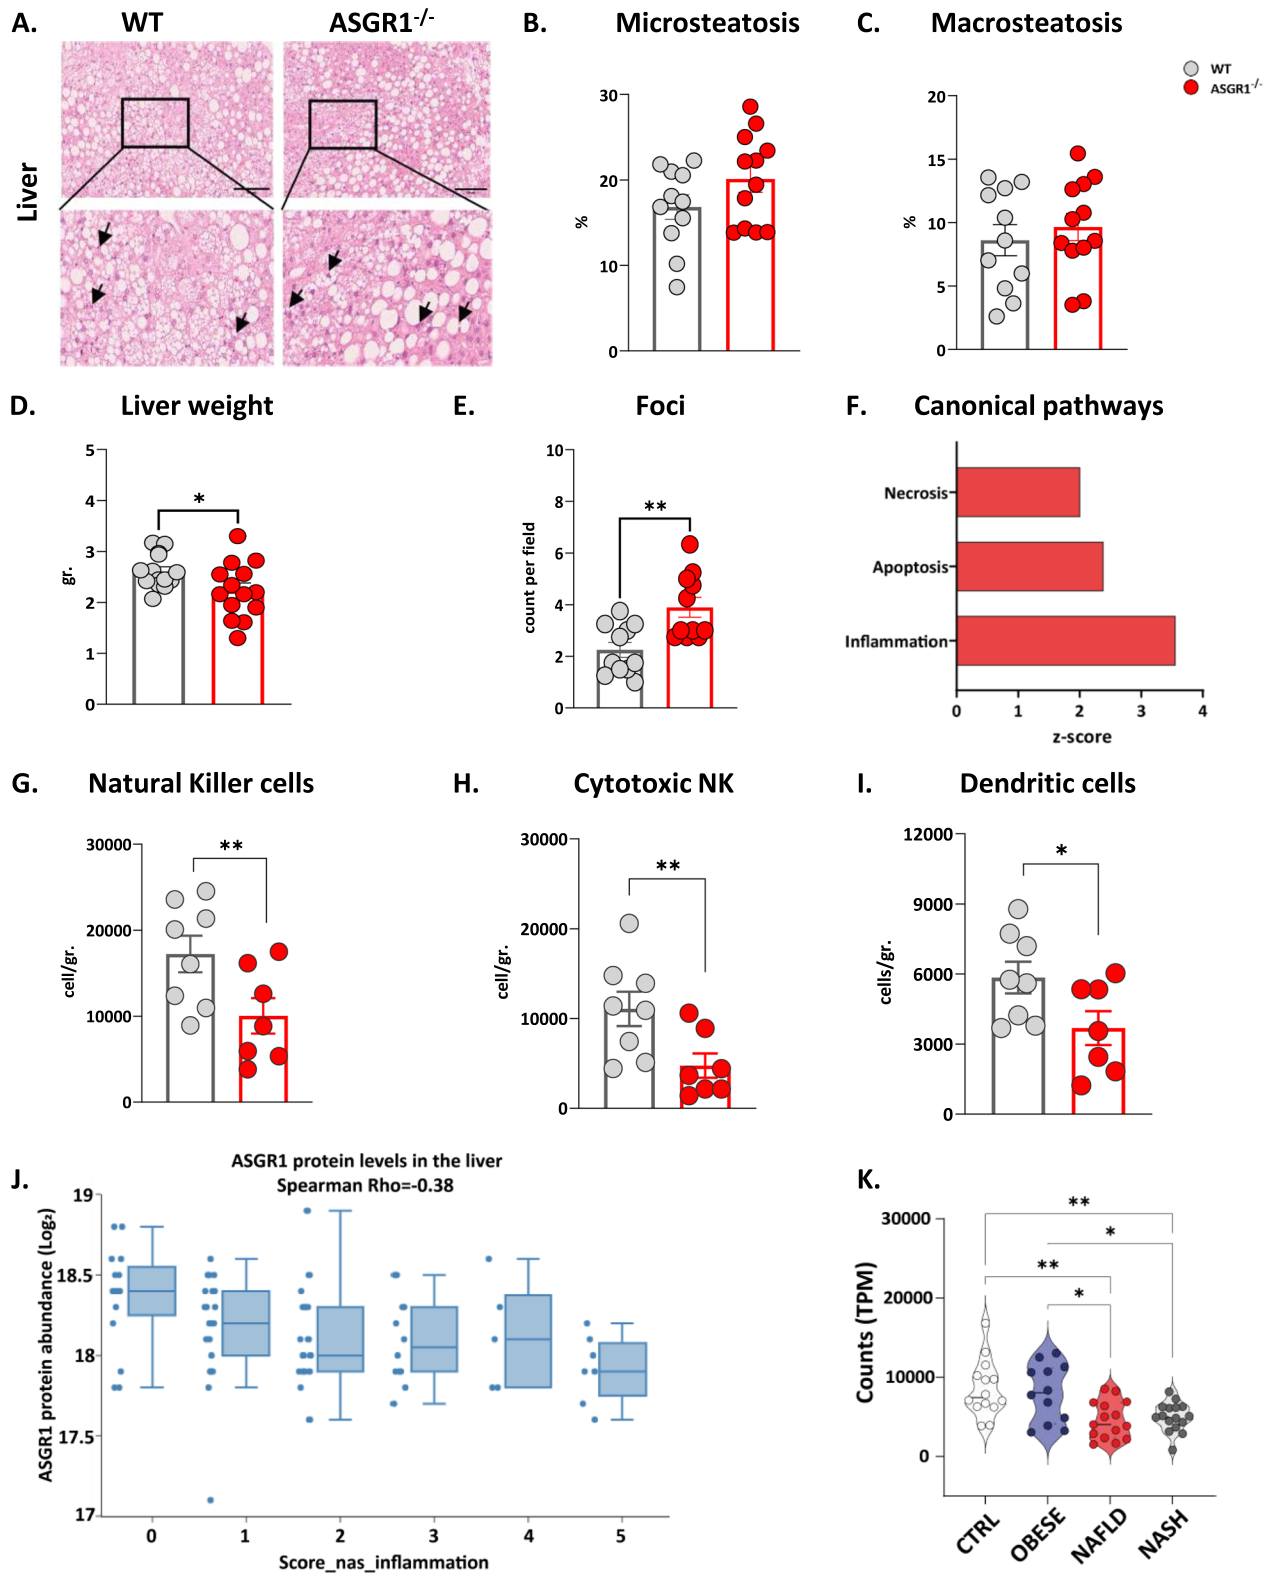 A.
WT
ASGR1-/-
Liver
B.
Microsteatosis
30
20
10
0
%
C.
Macrosteatosis
20
15
10
5
0
%
WT
ASGR1-/-
D.
Liver weight
5
4
3
2
1
0
gr.
*
E.
Foci
10
8
6
4
2
0
count per field
**
F.
Canonical pathways
Necrosis
Apoptosis
Inflammation
0 1 2 3 4
z-score
G.
Natural Killer cells
30000
20000
10000
0
cell/gr.
**
H.
Cytotoxic NK
30000
20000
10000
0
cell/gr.
**
I.
Dendritic cells
12000
9000
6000
3000
0
cells/gr.
*
J.
ASGR1 protein levels in the liver
Spearman Rho=-0.38
19
18.5
18
17.5
17
ASGR1 protein abundance (Log₂)
0 1 2 3 4 5
Score_nas_inflammation
K.
30000
20000
10000
0
Counts (TPM)
**
*
**
*
CTRL
OBESE
NAFLD
NASH